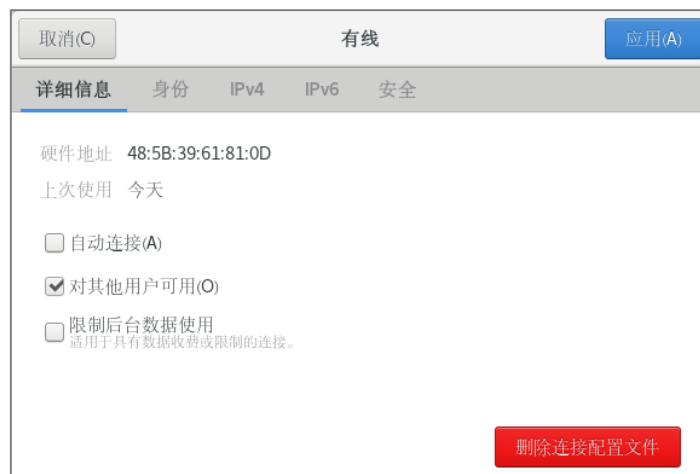 取消(C) 有线 应用(A)
详细信息 身份 IPv4 IPv6 安全
硬件地址 48:5B:39:61:81:0D
上次使用 今天
自动连接(A)
对其他用户可用(O)
限制后台数据使用
适用于具有数据收费或限制的连接。
删除连接配置文件